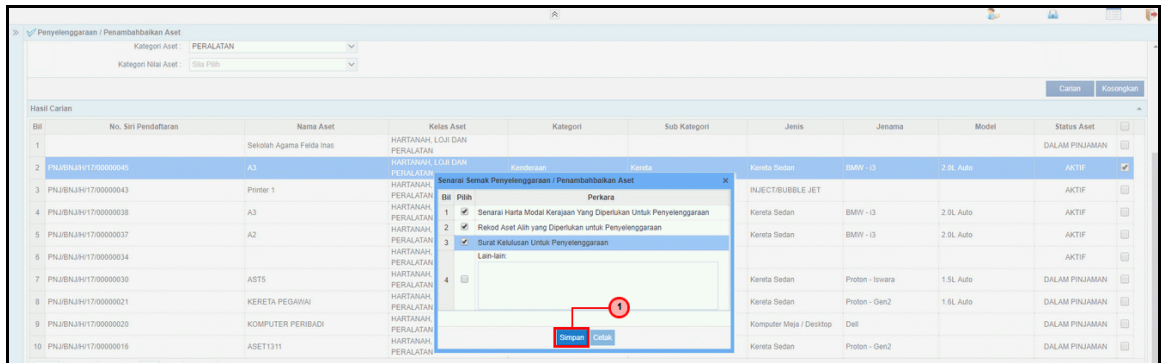 Penyelenggaraan / Penambahbaikan Aset
Kategori Aset : PERALATAN
Kategori Nilai Aset : Sila Pilih
Carian Kosongkan
Hasil Carian
Bil No. Siri Pendaftaran Nama Aset Kelas Aset Kategori Sub Kategori Jenis Jenama Model Status Aset
1 Sekolah Agama Felda Inas HARTANAH, LOJI DAN PERALATAN DALAM PINJAMAN
2 PNJ/BNJ/H/17/00000045 A3 HARTANAH, LOJI DAN PERALATAN Kenderaan Kereta Kereta Sedan BMW - i3 2.0L Auto AKTIF
3 PNJ/BNJ/H/17/00000043 Printer 1 HARTANAH, PERALATAN INJECT/BUBBLE JET AKTIF
4 PNJ/BNJ/H/17/00000038 A3 HARTANAH, PERALATAN Kereta Sedan BMW - i3 2.0L Auto AKTIF
5 PNJ/BNJ/H/17/00000037 A2 HARTANAH, PERALATAN Kereta Sedan BMW - i3 2.0L Auto AKTIF
6 PNJ/BNJ/H/17/00000034 HARTANAH, PERALATAN AKTIF
7 PNJ/BNJ/H/17/00000030 AST5 HARTANAH, PERALATAN Kereta Sedan Proton - Iswara 1.5L Auto DALAM PINJAMAN
8 PNJ/BNJ/H/17/00000021 KERETA PEGAWAI HARTANAH, PERALATAN Kereta Sedan Proton - Gen2 1.6L Auto DALAM PINJAMAN
9 PNJ/BNJ/H/17/00000020 KOMPUTER PERIBADI HARTANAH, PERALATAN Komputer Meja / Desktop Dell DALAM PINJAMAN
10 PNJ/BNJ/H/17/00000016 ASET1311 HARTANAH, PERALATAN Kereta Sedan Proton - Gen2 DALAM PINJAMAN
Senarai Semak Penyelenggaraan / Penambahbaikan Aset
Bil Pilih Perkara
1 Senarai Harta Modal Kerajaan Yang Diperlukan Untuk Penyelenggaraan
2 Rekod Aset Alih yang Diperlukan untuk Penyelenggaraan
3 Surat Kelulusan Untuk Penyelenggaraan
4 Lain-lain:
1
Simpan Cetak